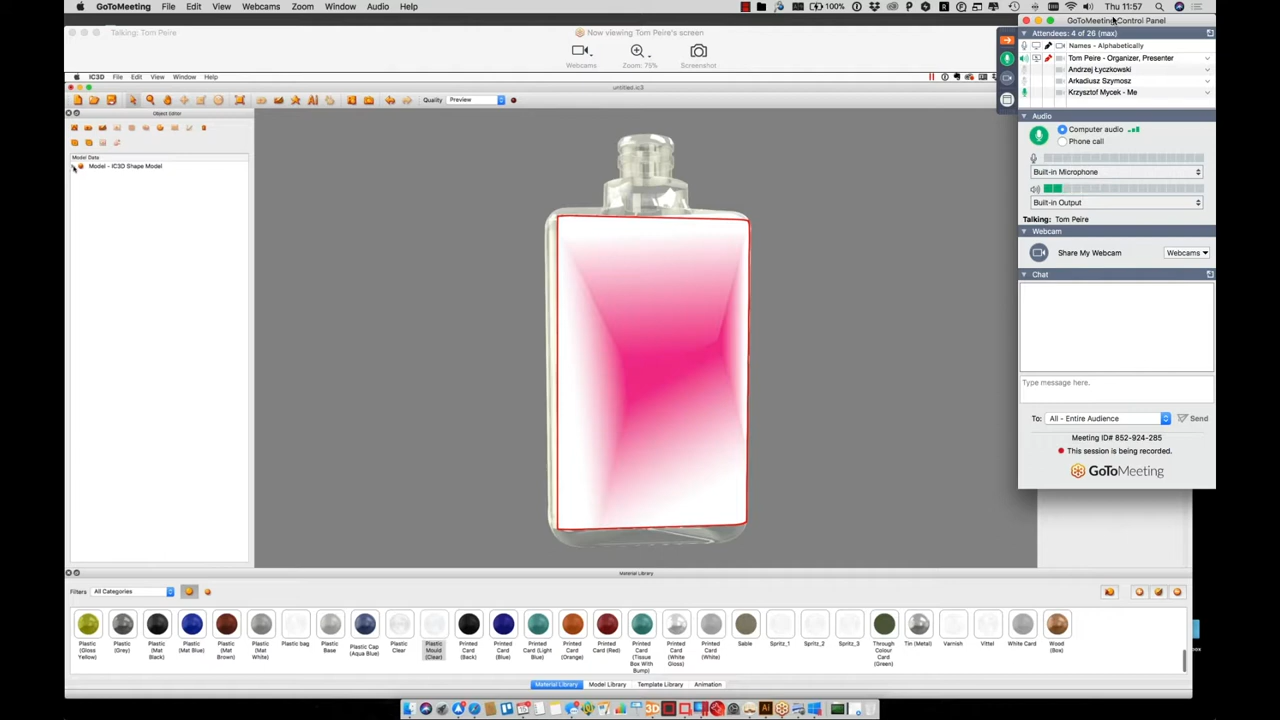 GoToMeeting File Edit View Webcams Zoom Window Audio Help
100% Thu 11:57
Talking: Tom Peire
Now viewing Tom Peire's screen
Webcams
Zoom: 75%
Screenshot
IC3D File Edit View Window Help
untitled.ic3
Quality Preview
Object Editor
Model Data
Model - IC3D Shape Model
GoToMeeting Control Panel
Attendees: 4 of 26 (max)
Names - Alphabetically
Tom Peire - Organizer, Presenter
Andrzej Łyczkowski
Arkadiusz Szymosz
Krzysztof Mycek - Me
Audio
Computer audio
Phone call
Built-in Microphone
Built-in Output
Talking: Tom Peire
Webcam
Share My Webcam Webcams
Chat
Type message here.
To: All - Entire Audience Send
Meeting ID# 852-924-285
This session is being recorded.
GoToMeeting
Material Library
Filters All Categories
Plastic (Gloss Yellow)
Plastic (Grey)
Plastic (Mat Black)
Plastic (Mat Blue)
Plastic (Mat Brown)
Plastic (Mat White)
Plastic bag
Plastic Base
Plastic Cap (Aqua Blue)
Plastic Clear
Plastic Mould (Clear)
Printed Card (Back)
Printed Card (Blue)
Printed Card (Light Blue)
Printed Card (Orange)
Printed Card (Red)
Printed Card (Tissue Box With Bump)
Printed Card (White Gloss)
Printed Card (White)
Sable
Spritz_1
Spritz_2
Spritz_3
Through Colour Card (Green)
Tin (Metal)
Varnish
Vittel
White Card
Wood (Box)
Material Library Model Library Template Library Animation